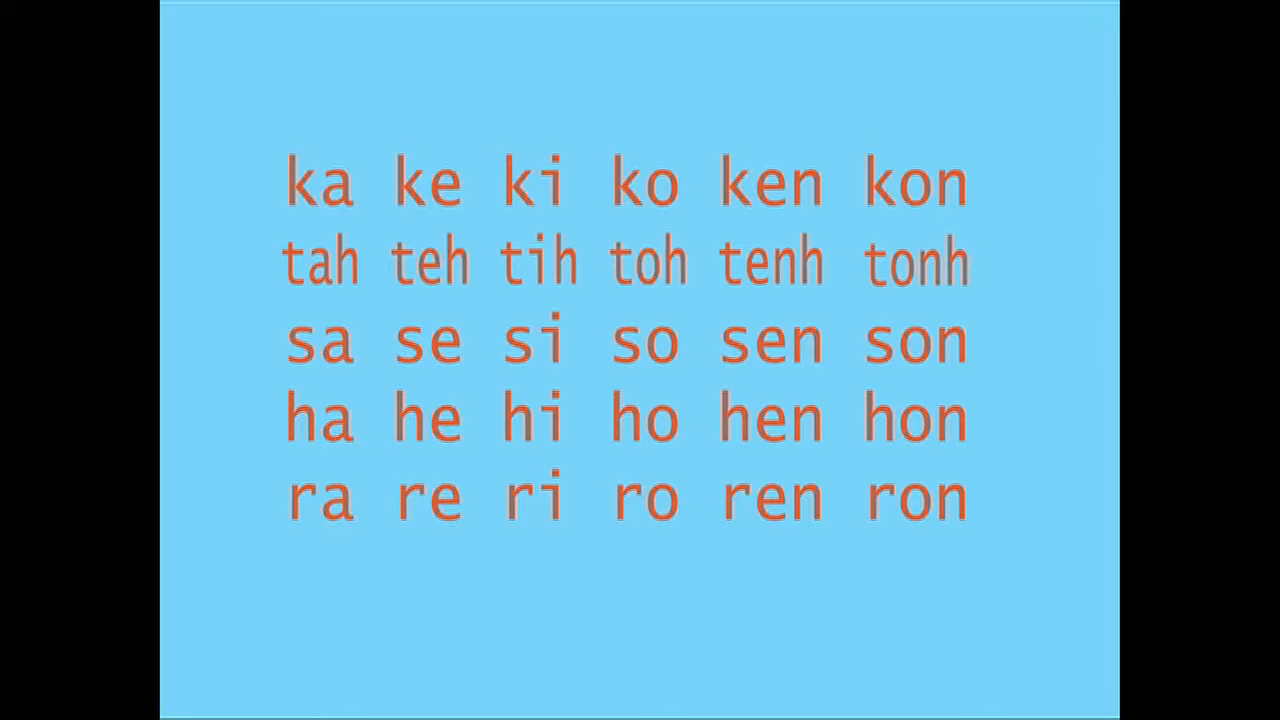 ka ke ki ko ken kon
tah teh tih toh tenh tonh
sa se si so sen son
ha he hi ho hen hon
ra re ri ro ren ron